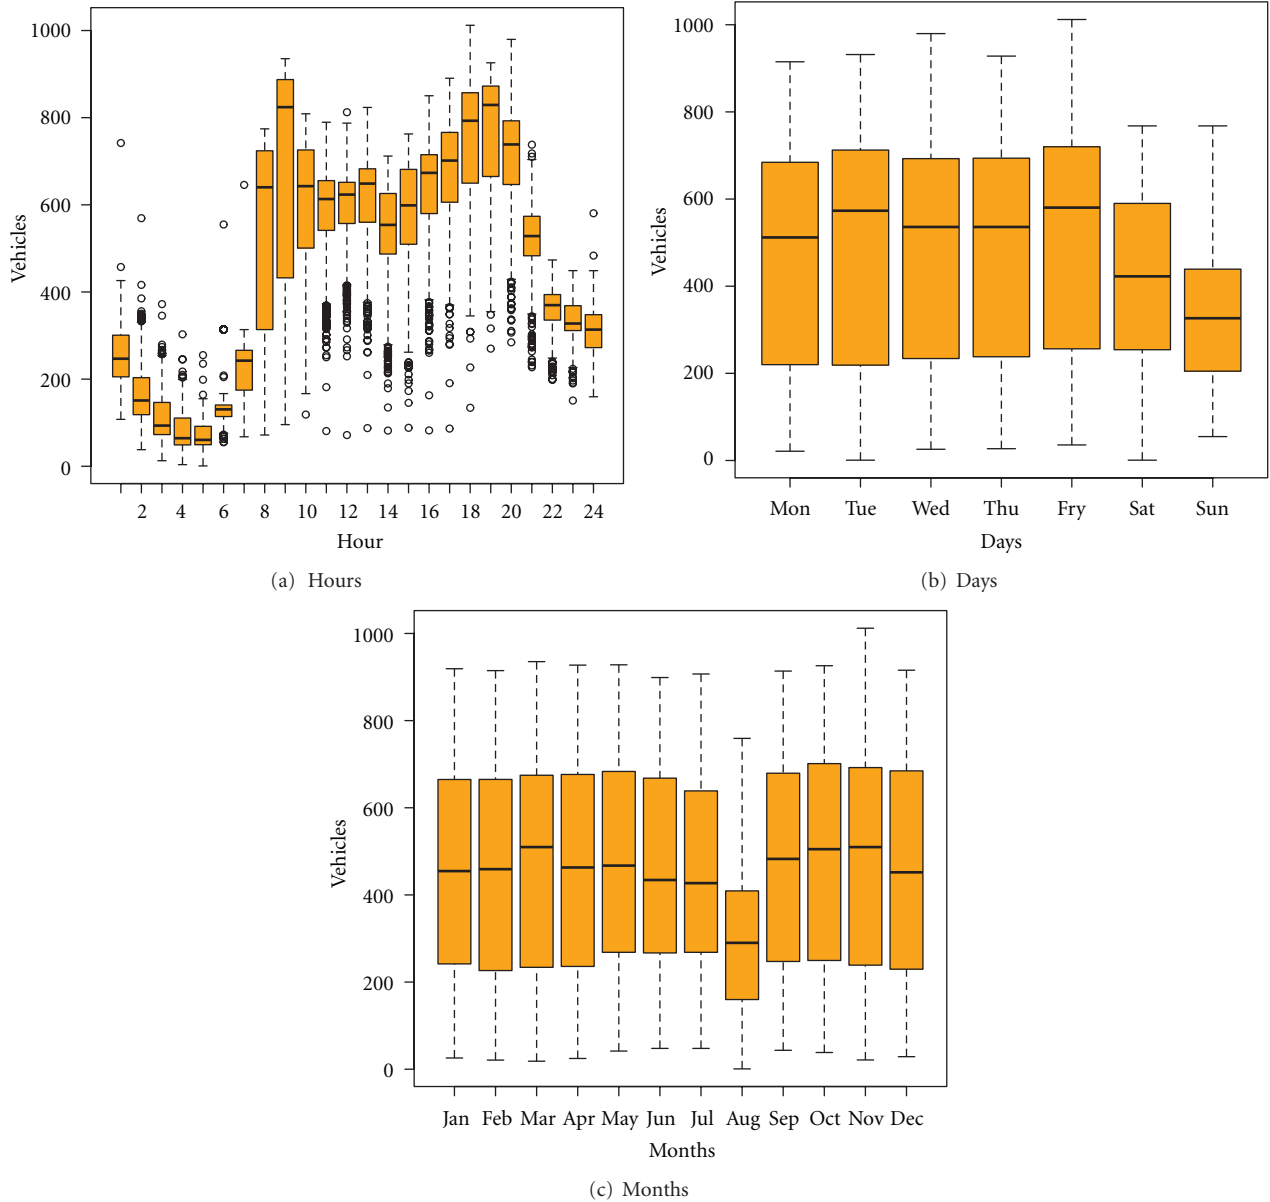 1000
800
600
400
200
0
Vehicles
2 4 6 8 10 12 14 16 18 20 22 24
Hour
(a) Hours
1000
800
600
400
200
0
Vehicles
Mon Tue Wed Thu Fry Sat Sun
Days
(b) Days
1000
800
600
400
200
0
Vehicles
Jan Feb Mar Apr May Jun Jul Aug Sep Oct Nov Dec
Months
(c) Months